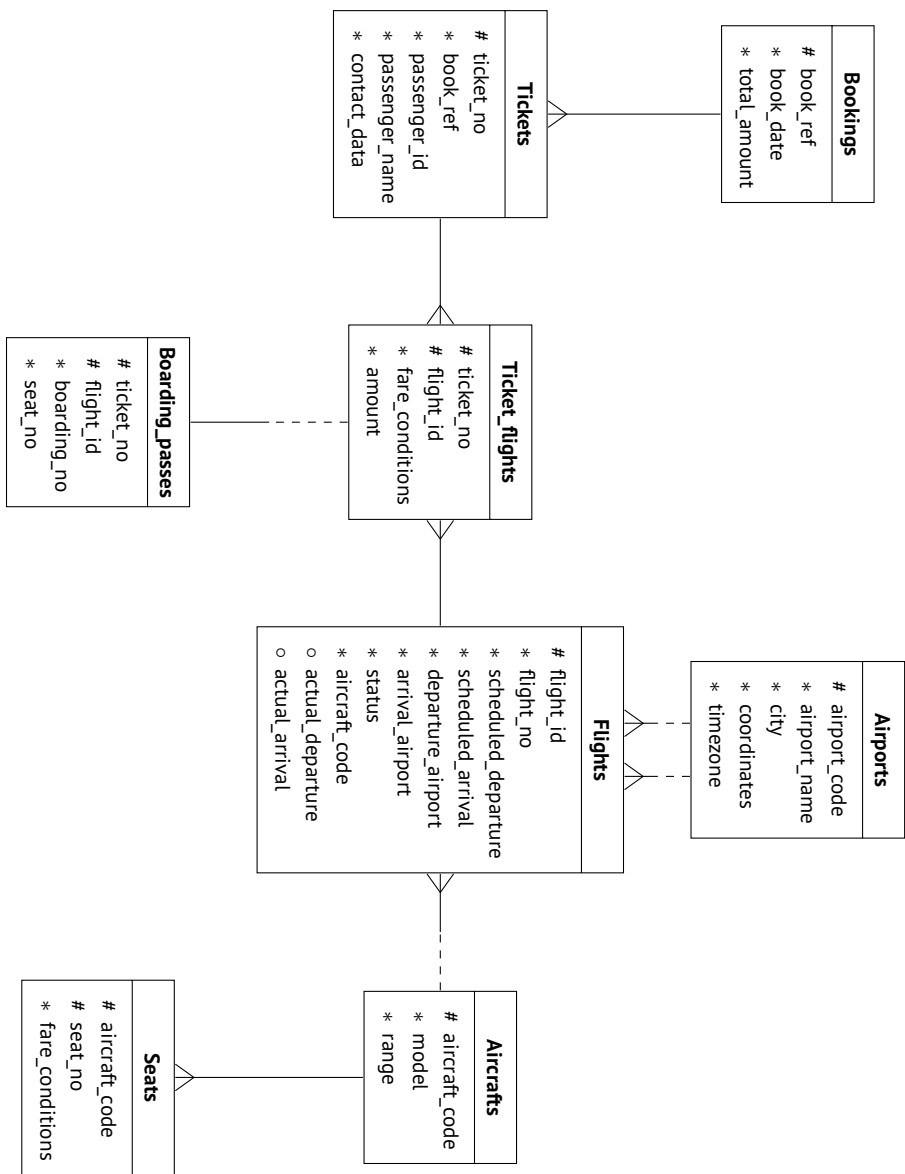 Bookings
# book_ref
* book_date
* total_amount
Airports
# airport_code
* airport_name
* city
* coordinates
* timezone
Tickets
# ticket_no
* book_ref
* passenger_id
* passenger_name
* contact_data
Ticket_flights
# ticket_no
# flight_id
* fare_conditions
* amount
Flights
# flight_id
* flight_no
* scheduled_departure
* scheduled_arrival
* departure_airport
* arrival_airport
* status
* aircraft_code
○ actual_departure
○ actual_arrival
Aircrafts
# aircraft_code
* model
* range
Boarding_passes
# ticket_no
# flight_id
* boarding_no
* seat_no
Seats
# aircraft_code
# seat_no
* fare_conditions